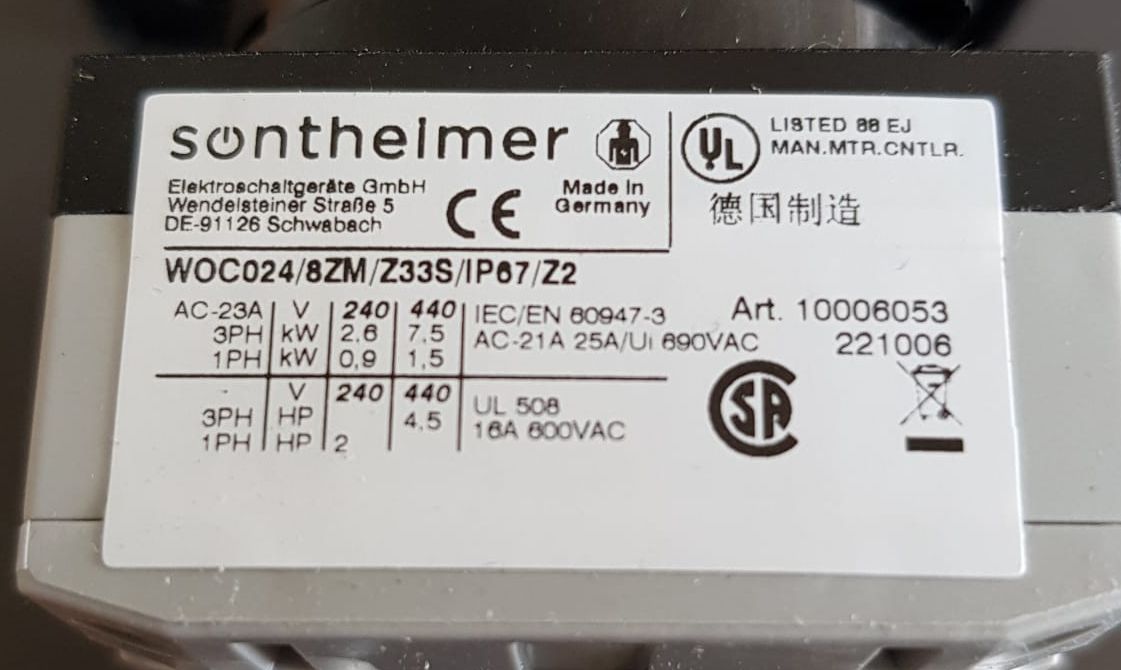 sontheimer
Elektroschaltgeräte GmbH
Wendelsteiner Straße 5
DE-91126 Schwabach
CE
Made in
Germany
UL
LISTED 88 EJ
MAN.MTR.CNTLR.
德国制造
WOC024/8ZM/Z33S/IP67/Z2
AC-23A V 240 440
3PH kW 2,6 7,5
1PH kW 0,9 1,5
IEC/EN 60947-3
AC-21A 25A/Ui 690VAC
Art. 10006053
221006
- V 240 440
3PH HP 4,5
1PH HP 2
UL 508
16A 600VAC
SA